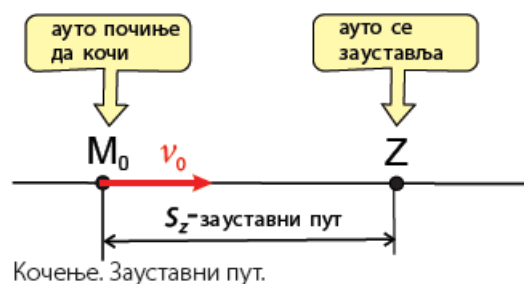 ауто почиње
да кочи
ауто се
зауставља
M₀
v₀
Z
Sz-зауставни пут
Кочење. Зауставни пут.